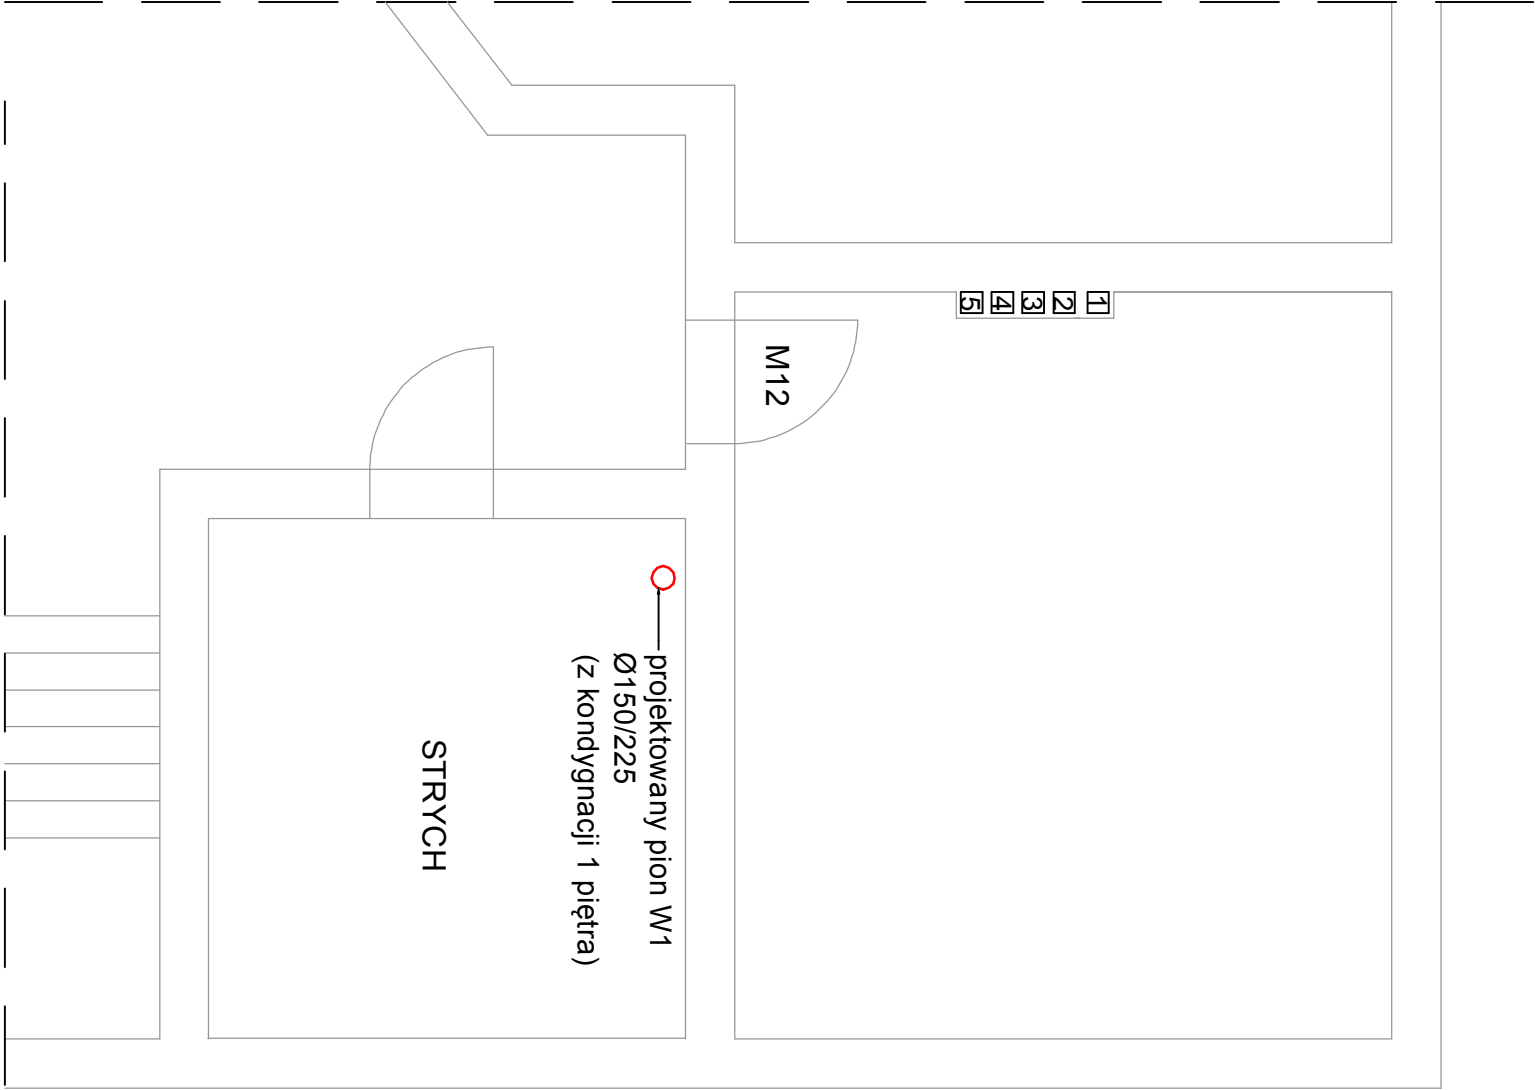 5 4 3 2 1
M12
projektowany pion W1
Ø150/225
(z kondygnacji 1 piętra)
STRYCH